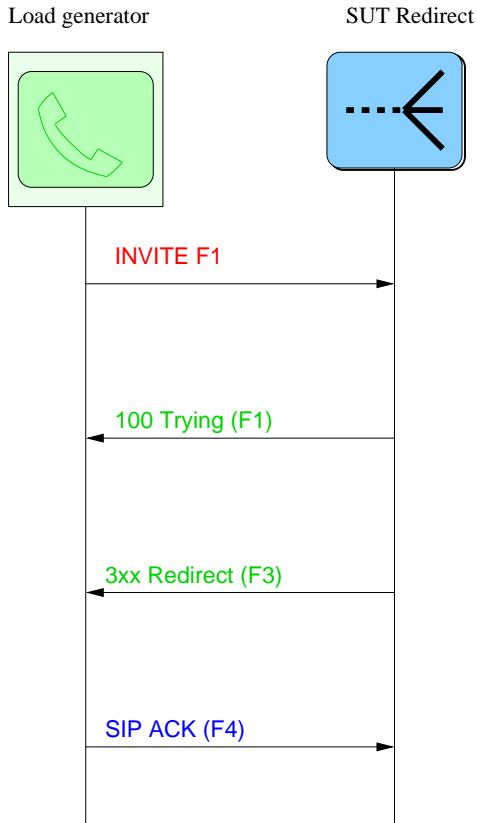 Load generator
SUT Redirect
INVITE F1
100 Trying (F1)
3xx Redirect (F3)
SIP ACK (F4)